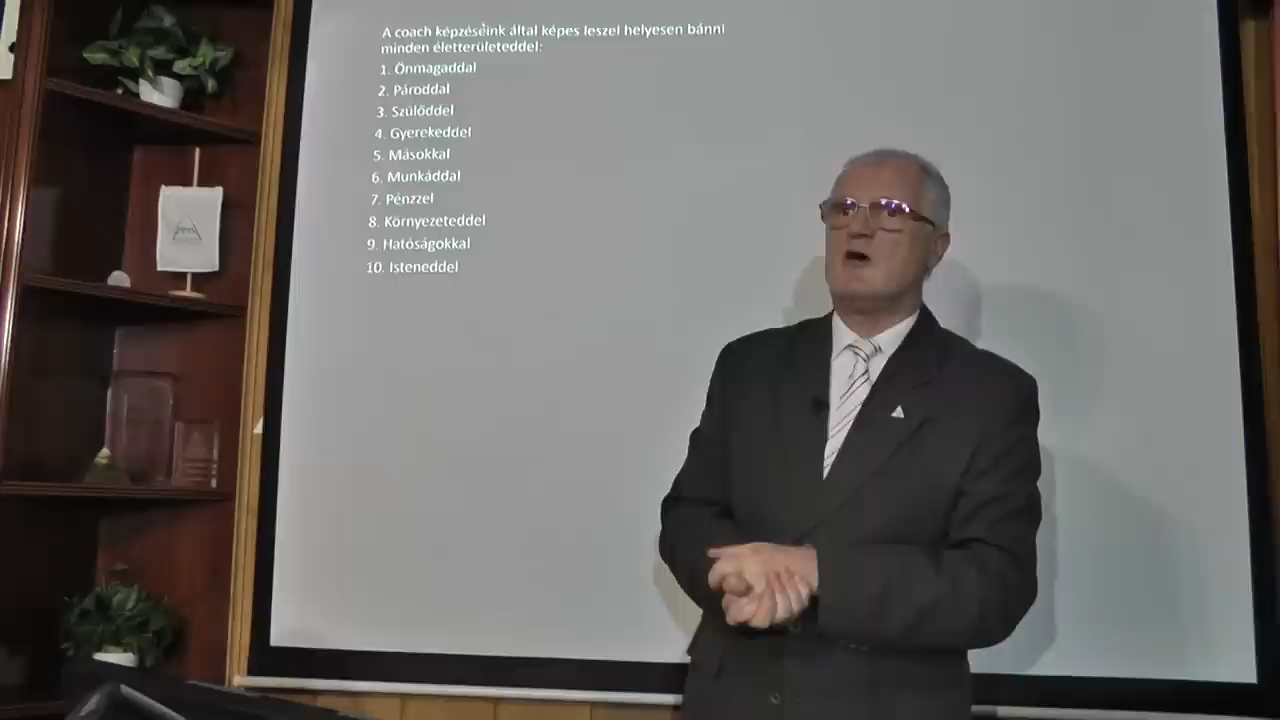 A coach képzéseink által képes leszel helyesen bánni
minden életterületeddel:
1. Önmagaddal
2. Pároddal
3. Szülőddel
4. Gyerekeddel
5. Másokkal
6. Munkáddal
7. Pénzzel
8. Környezeteddel
9. Hatóságokkal
10. Isteneddel